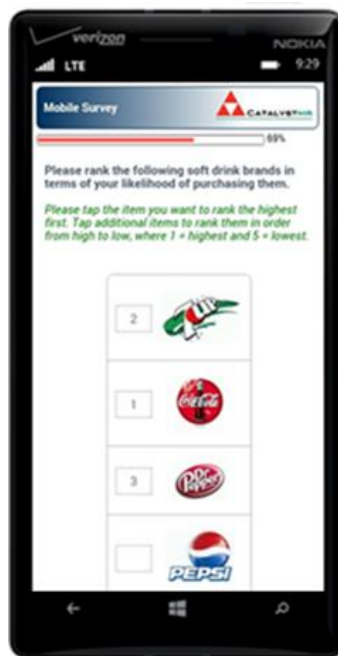 verizon
NOKIA
LTE
9:29
Mobile Survey
CATALYSTMR
69%
Please rank the following soft drink brands in
terms of your likelihood of purchasing them.
Please tap the item you want to rank the highest
first. Tap additional items to rank them in order
from high to low, where 1 = highest and 5 = lowest.
2
7up
1
Coca-Cola
3
Dr Pepper
PEPSI